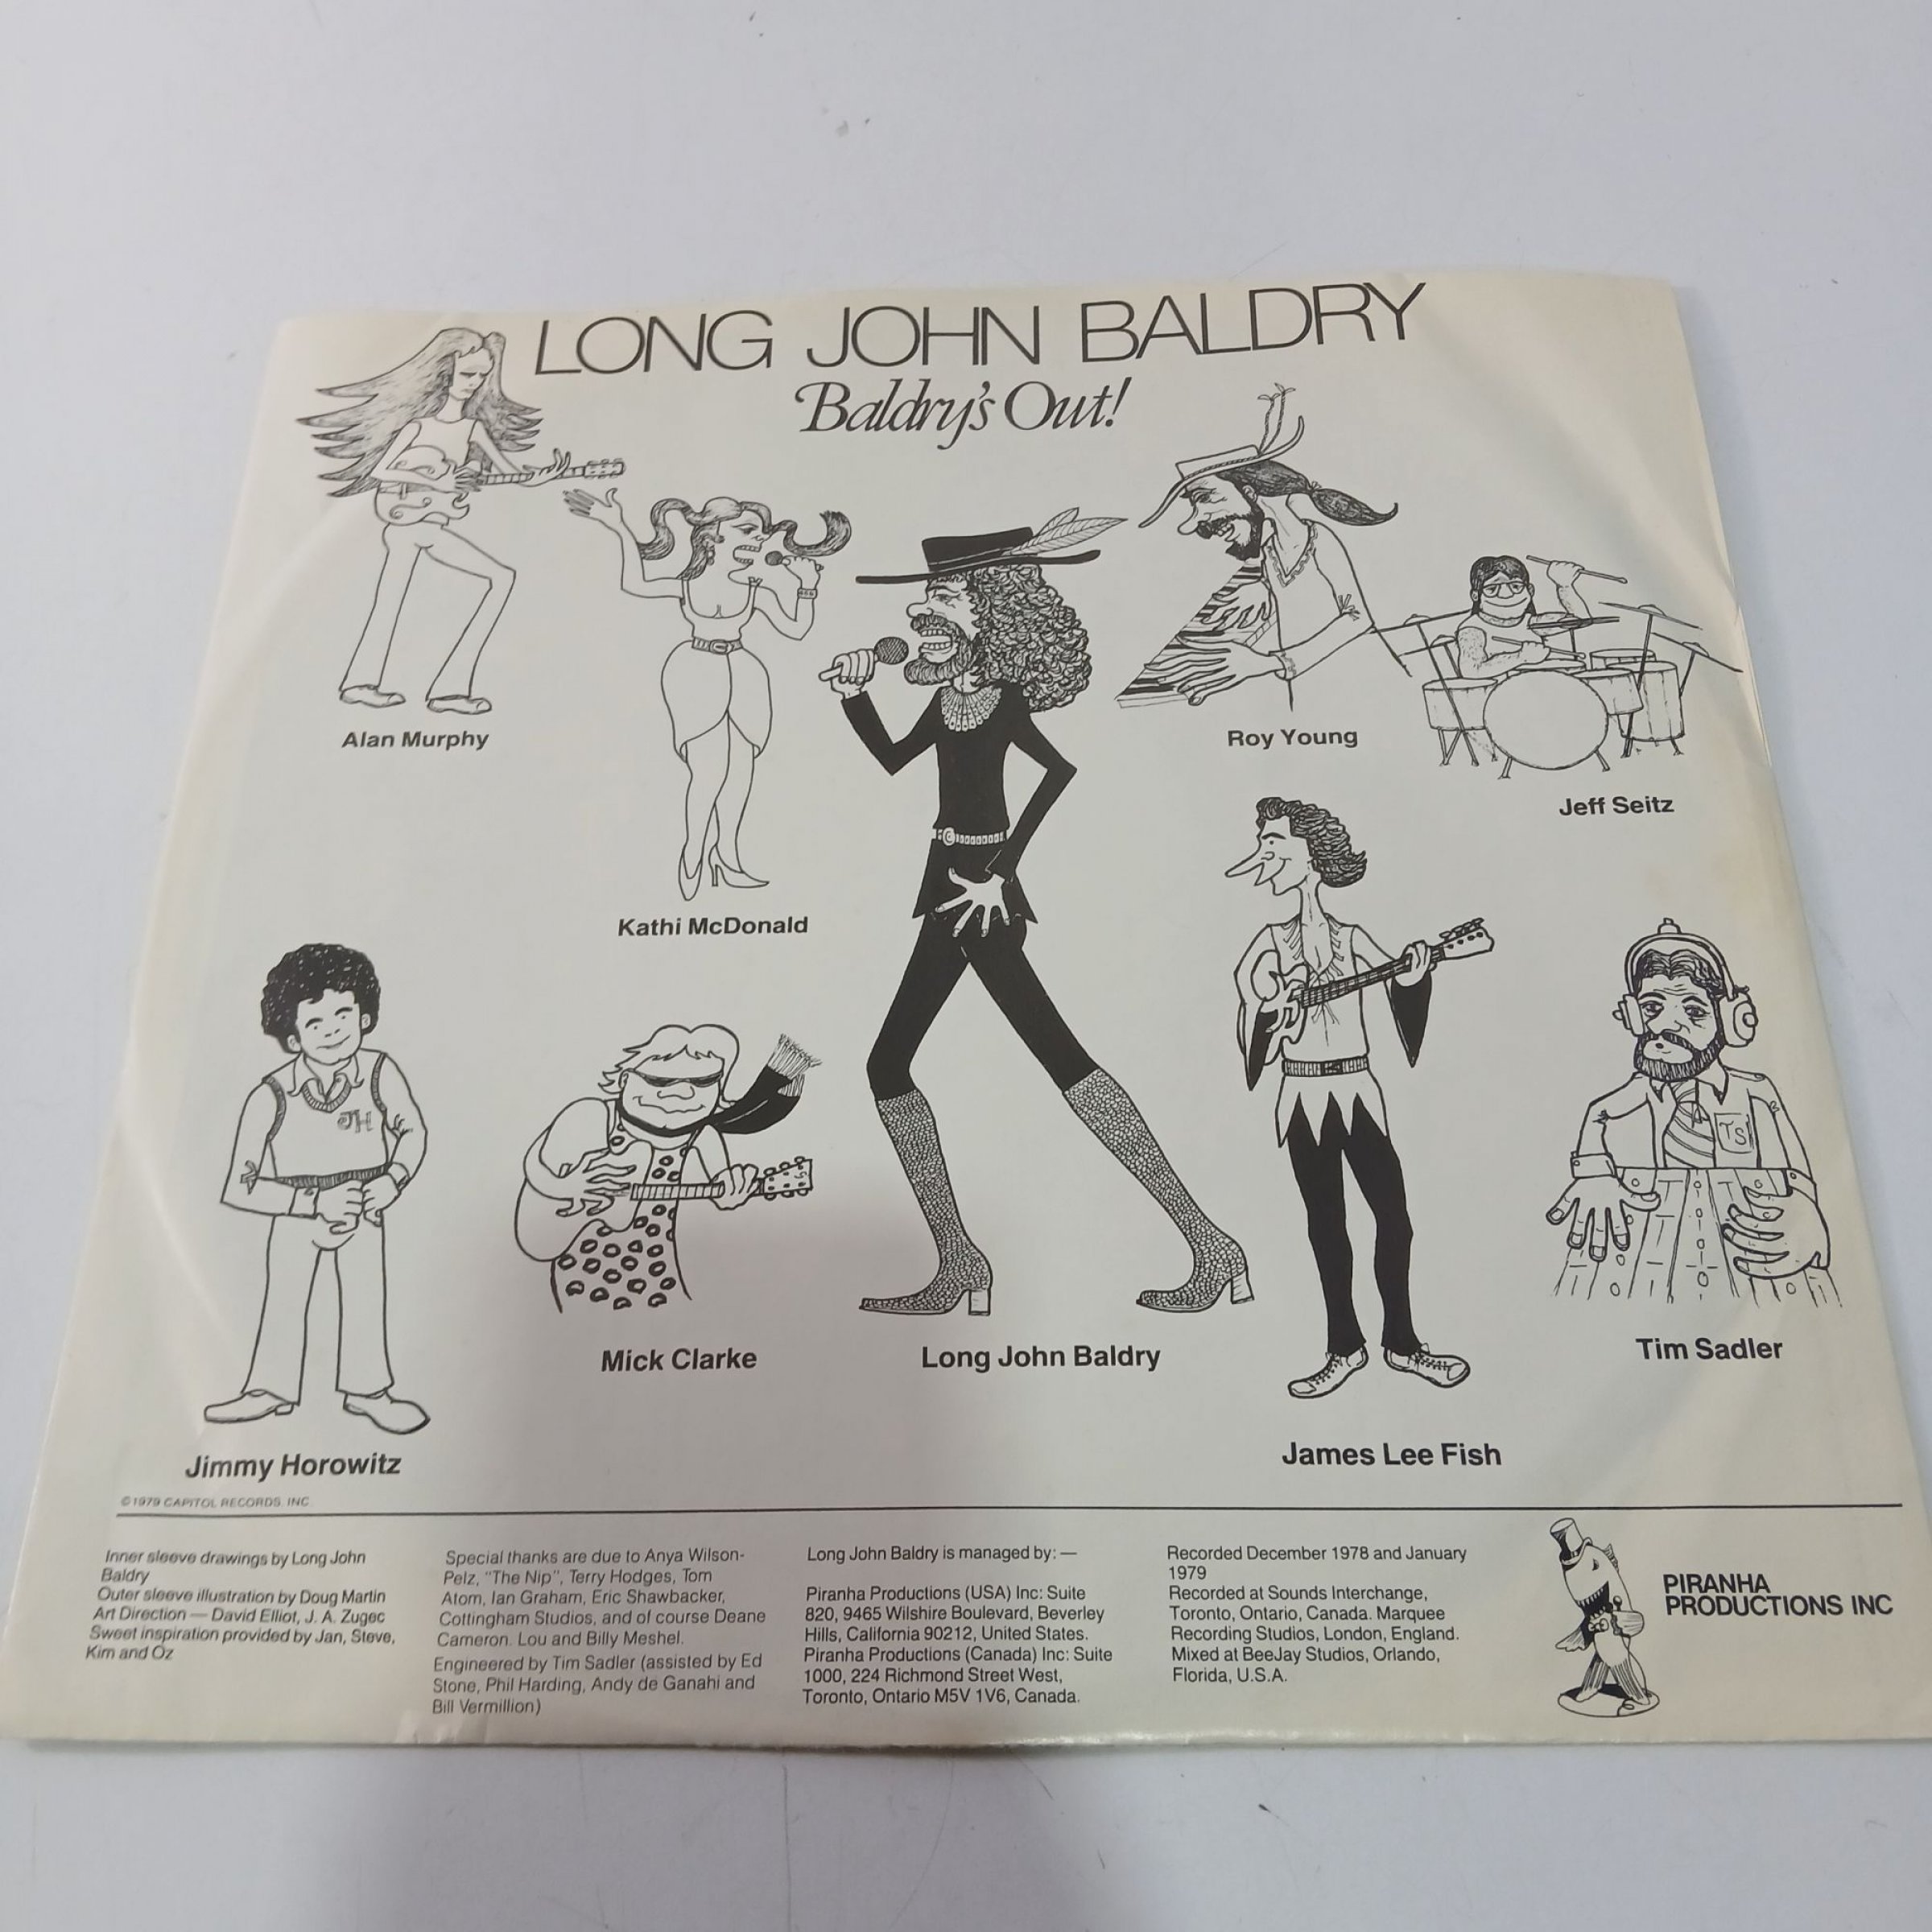 LONG JOHN BALDRY
Baldry's Out!
Alan Murphy
Kathi McDonald
Roy Young
Jeff Seitz
JH
TS
Mick Clarke
Long John Baldry
Tim Sadler
Jimmy Horowitz
James Lee Fish
©1979 CAPITOL RECORDS, INC.
Inner sleeve drawings by Long John
Baldry
Outer sleeve illustration by Doug Martin
Art Direction — David Elliot, J. A. Zugec
Sweet inspiration provided by Jan, Steve,
Kim and Oz
Special thanks are due to Anya Wilson-
Pelz, "The Nip", Terry Hodges, Tom
Atom, Ian Graham, Eric Shawbacker,
Cottingham Studios, and of course Deane
Cameron. Lou and Billy Meshel.
Engineered by Tim Sadler (assisted by Ed
Stone, Phil Harding, Andy de Ganahi and
Bill Vermillion)
Long John Baldry is managed by: —
Piranha Productions (USA) Inc: Suite
820, 9465 Wilshire Boulevard, Beverley
Hills, California 90212, United States.
Piranha Productions (Canada) Inc: Suite
1000, 224 Richmond Street West,
Toronto, Ontario M5V 1V6, Canada.
Recorded December 1978 and January
1979
Recorded at Sounds Interchange,
Toronto, Ontario, Canada. Marquee
Recording Studios, London, England.
Mixed at BeeJay Studios, Orlando,
Florida, U.S.A.
PIRANHA
PRODUCTIONS INC